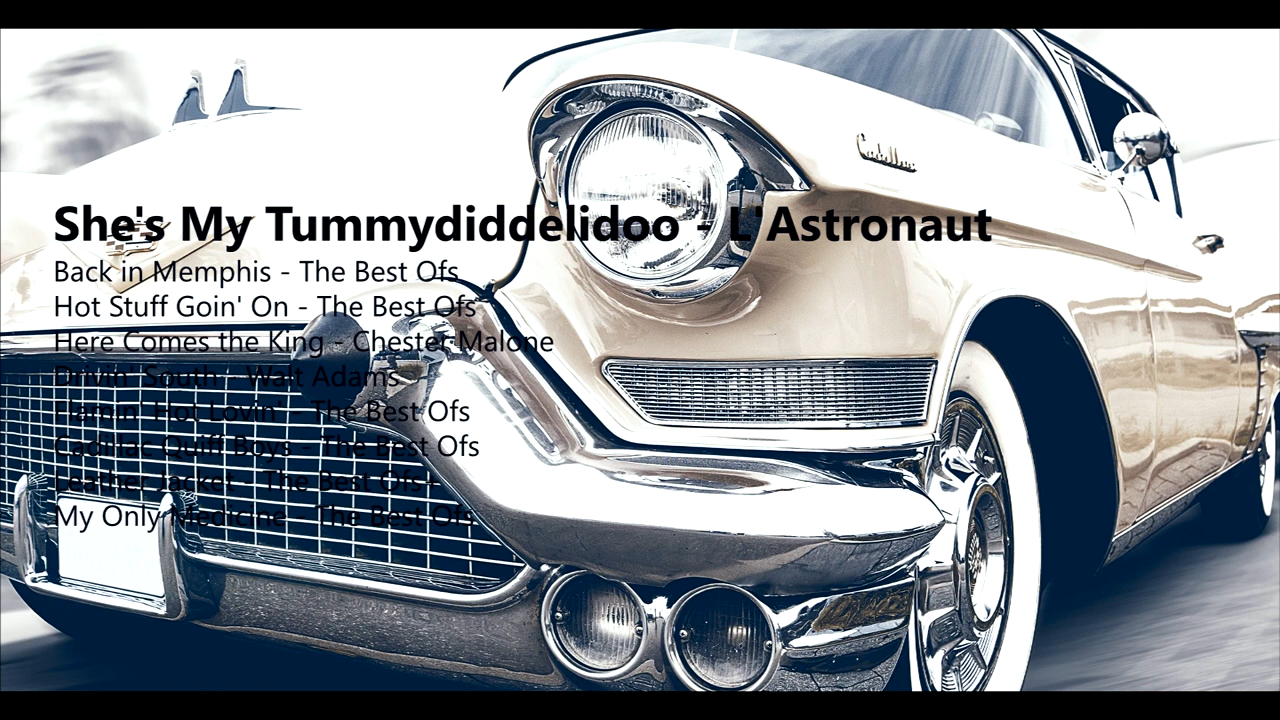 Cadillac
She's My Tummydiddelidoo - L'Astronaut
Back in Memphis - The Best Ofs
Hot Stuff Goin' On - The Best Ofs
Here Comes the King - Chester Malone
Drivin' South - Walt Adams
Flamin' Hot Lovin' - The Best Ofs
Cadillac Quiff Boys - The Best Ofs
Leather Jacket - The Best Ofs
My Only Medicine - The Best Ofs